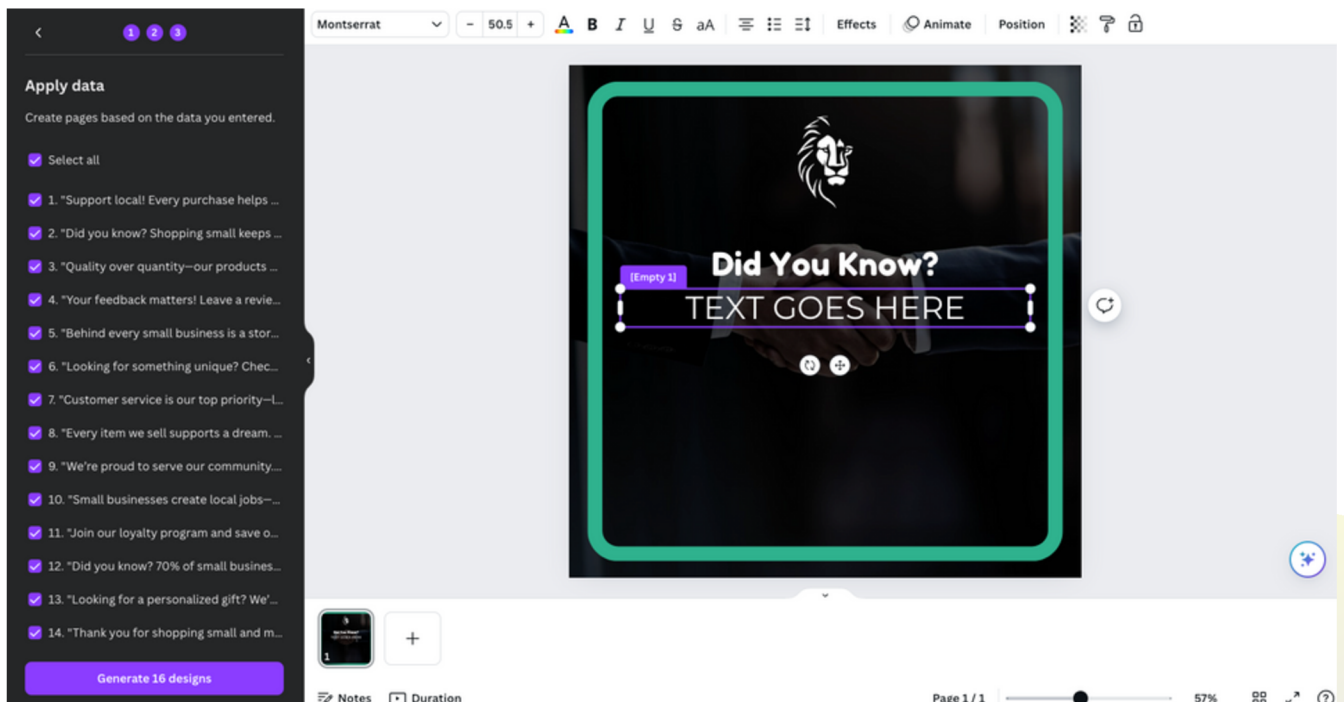 Montserrat
– 50.5 +
A B I U S aA
Effects
Animate
Position
1 2 3
Apply data
Create pages based on the data you entered.
Select all
1. "Support local! Every purchase helps ...
2. "Did you know? Shopping small keeps ...
3. "Quality over quantity—our products ...
4. "Your feedback matters! Leave a revie...
5. "Behind every small business is a stor...
6. "Looking for something unique? Chec...
7. "Customer service is our top priority—l...
8. "Every item we sell supports a dream. ...
9. "We're proud to serve our community....
10. "Small businesses create local jobs—...
11. "Join our loyalty program and save o...
12. "Did you know? 70% of small busines...
13. "Looking for a personalized gift? We'...
14. "Thank you for shopping small and m...
Generate 16 designs
Did You Know?
[Empty 1]
TEXT GOES HERE
1
Notes
Duration
Page 1 / 1
57%